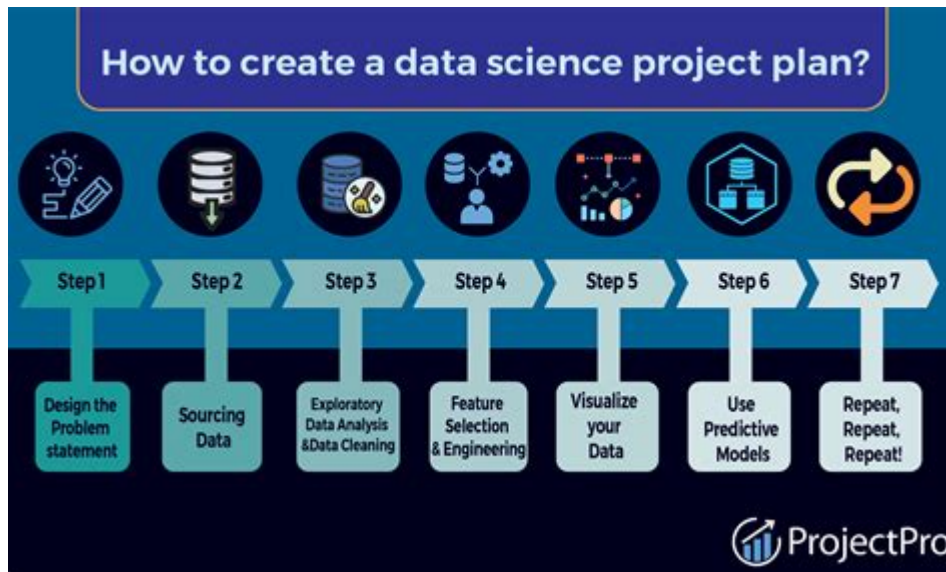 How to create a data science project plan?
Step 1
Step 2
Step 3
Step 4
Step 5
Step 6
Step 7
Design the
Problem
statement
Sourcing
Data
Exploratory
Data Analysis
&Data Cleaning
Feature
Selection
& Engineering
Visualize
your
Data
Use
Predictive
Models
Repeat,
Repeat,
Repeat!
ProjectPro